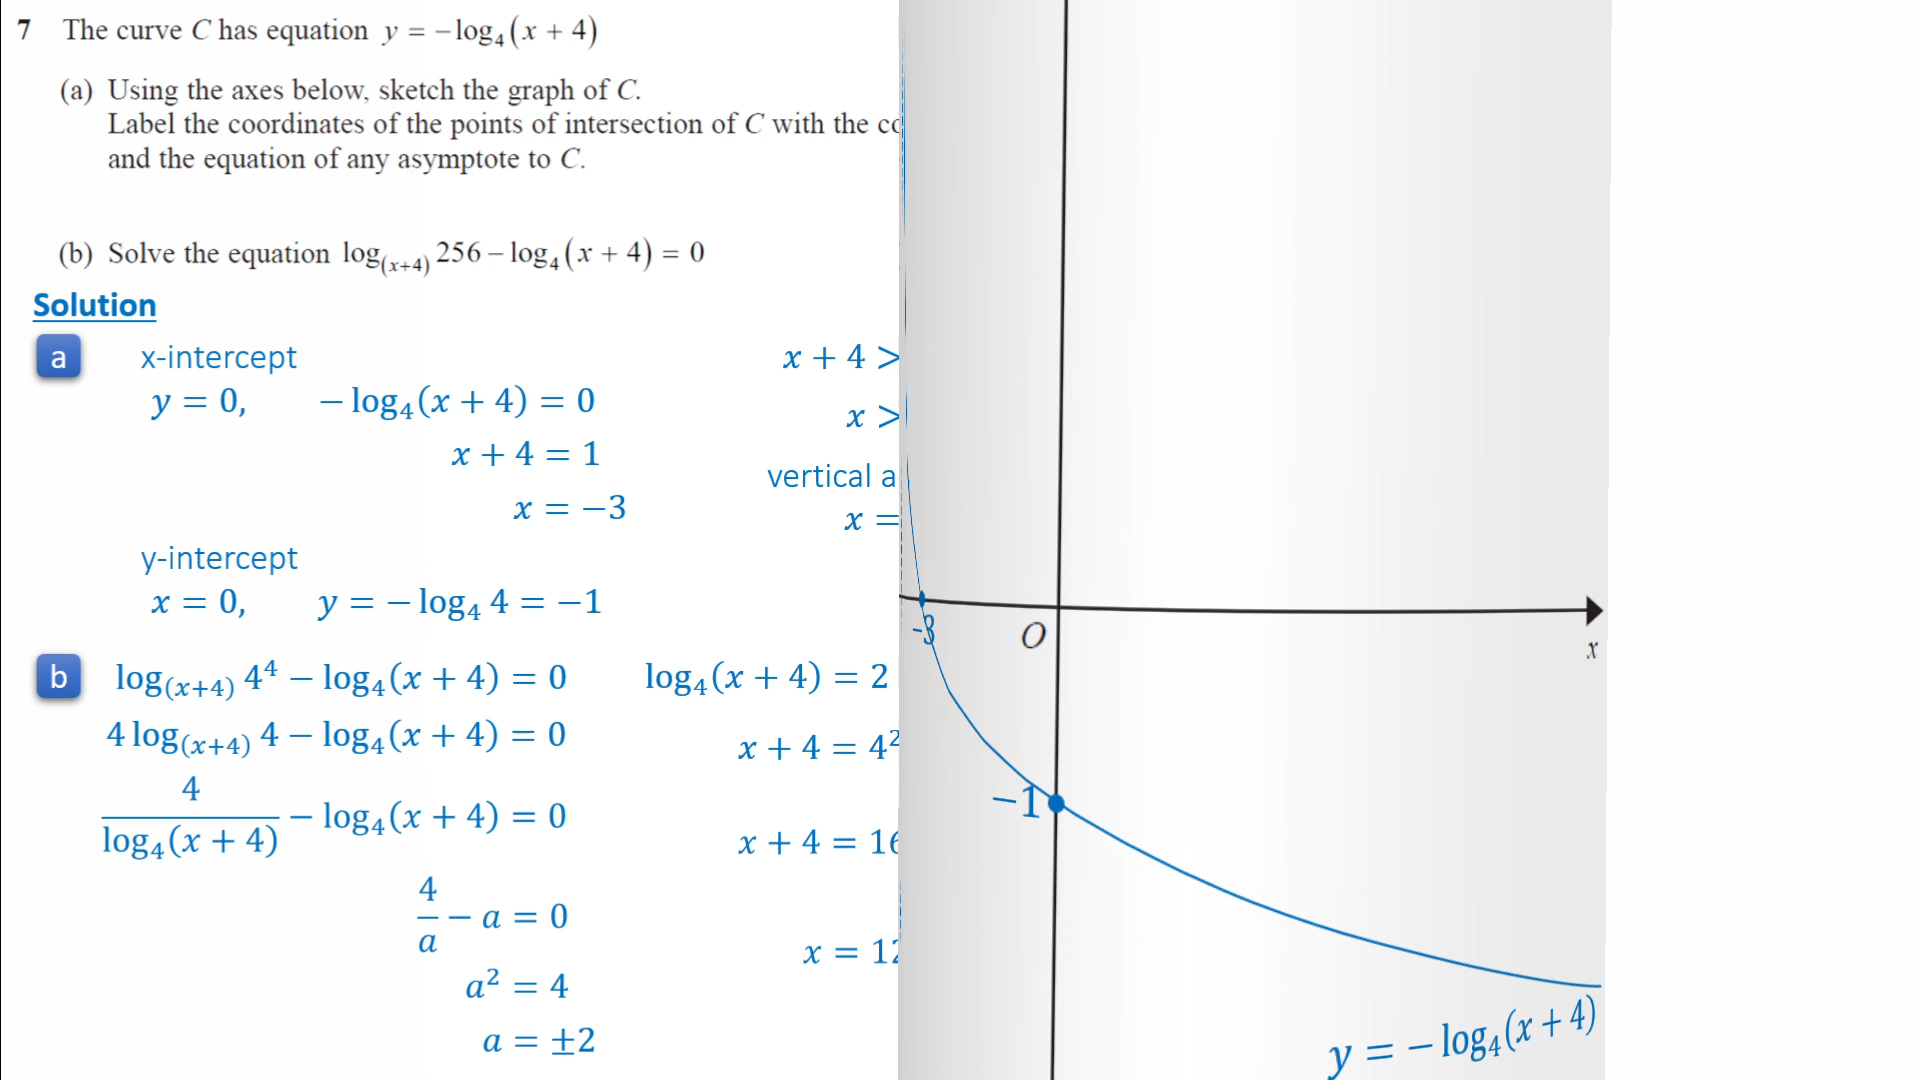 7 The curve C has equation y = −log₄(x + 4)
(a) Using the axes below, sketch the graph of C.
Label the coordinates of the points of intersection of C with the
and the equation of any asymptote to C.
(b) Solve the equation log₍ₓ₊₄₎ 256 − log₄(x + 4) = 0
Solution
a
x-intercept
y = 0, − log₄(x + 4) = 0
x + 4 = 1
x = −3
y-intercept
x = 0, y = − log₄ 4 = −1
x + 4 >
x >
vertical a
x =
b
log₍ₓ₊₄₎ 4⁴ − log₄(x + 4) = 0
4 log₍ₓ₊₄₎ 4 − log₄(x + 4) = 0
4/log₄(x + 4) − log₄(x + 4) = 0
4/a − a = 0
a² = 4
a = ±2
log₄(x + 4) = 2
x + 4 = 4²
x + 4 = 16
x = 12
-3
O
x
−1
y = − log₄(x + 4)